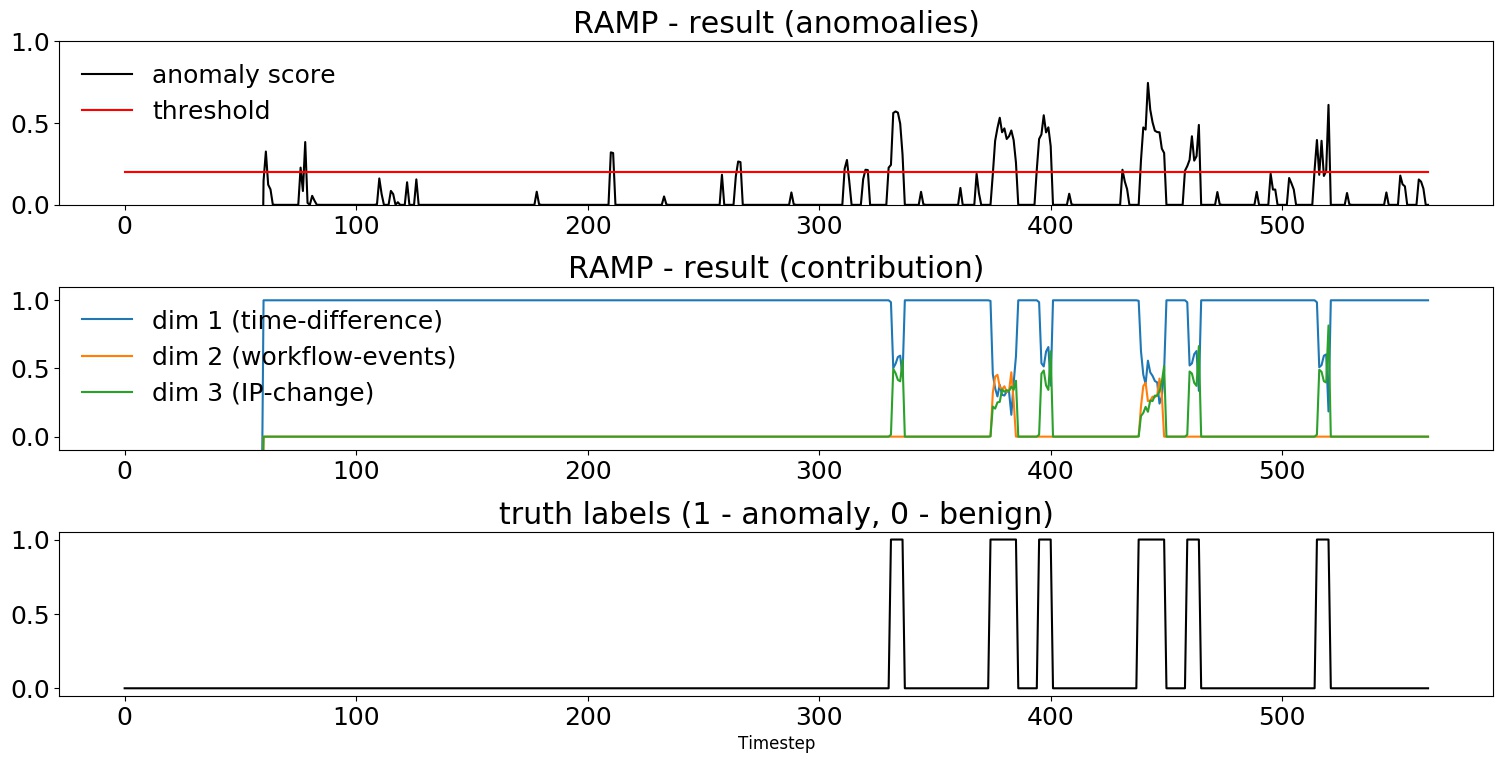 RAMP - result (anomoalies)
1.0
anomaly score
threshold
0.5
0.0
0 100 200 300 400 500
RAMP - result (contribution)
1.0
dim 1 (time-difference)
dim 2 (workflow-events)
0.5
dim 3 (IP-change)
0.0
0 100 200 300 400 500
truth labels (1 - anomaly, 0 - benign)
1.0
0.5
0.0
0 100 200 300 400 500
Timestep